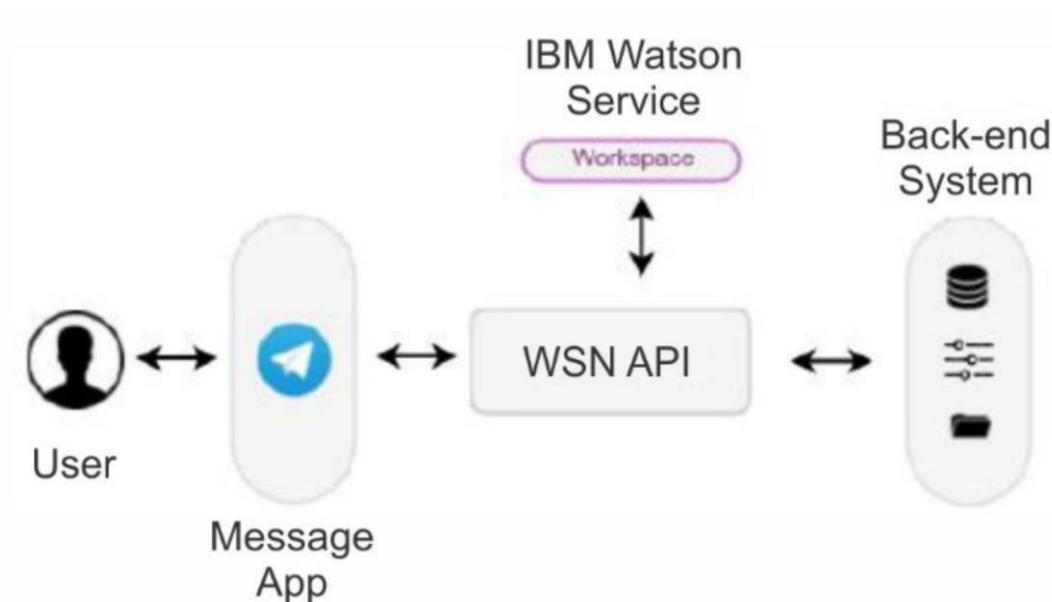 IBM Watson
Service
Workspace
Back-end
System
WSN API
User
Message
App